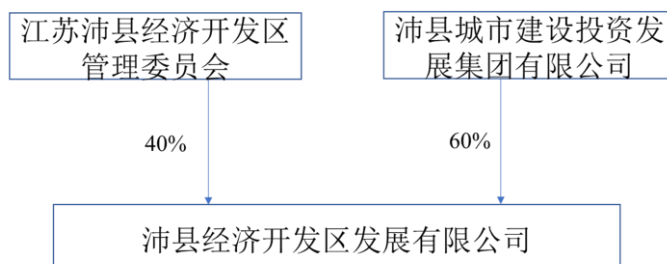 江苏沛县经济开发区
管理委员会
沛县城市建设投资发
展集团有限公司
40%
60%
沛县经济开发区发展有限公司